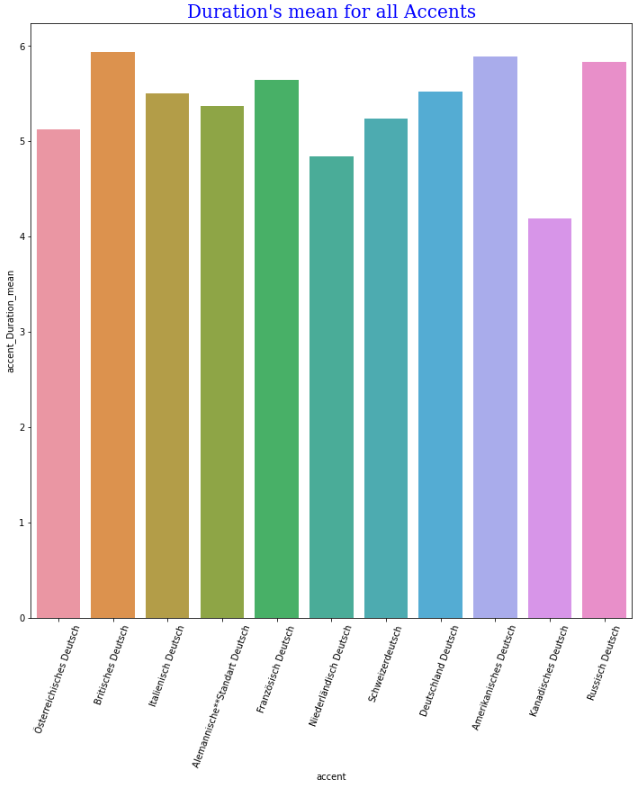 Duration's mean for all Accents
accent_Duration_mean
6
5
4
3
2
1
0
Österreichisches Deutsch
Britisches Deutsch
Italienisch Deutsch
Alemannische**Standart Deutsch
Französisch Deutsch
Niederländisch Deutsch
Schweizerdeutsch
Deutschland Deutsch
Amerikanisches Deutsch
Kanadisches Deutsch
Russisch Deutsch
accent